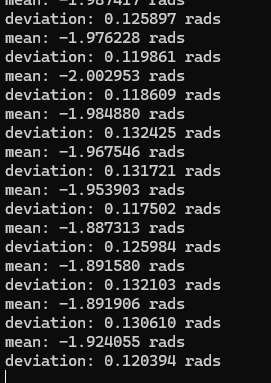 mean: -1.987417 rads
deviation: 0.125897 rads
mean: -1.976228 rads
deviation: 0.119861 rads
mean: -2.002953 rads
deviation: 0.118609 rads
mean: -1.984880 rads
deviation: 0.132425 rads
mean: -1.967546 rads
deviation: 0.131721 rads
mean: -1.953903 rads
deviation: 0.117502 rads
mean: -1.887313 rads
deviation: 0.125984 rads
mean: -1.891580 rads
deviation: 0.132103 rads
mean: -1.891906 rads
deviation: 0.130610 rads
mean: -1.924055 rads
deviation: 0.120394 rads